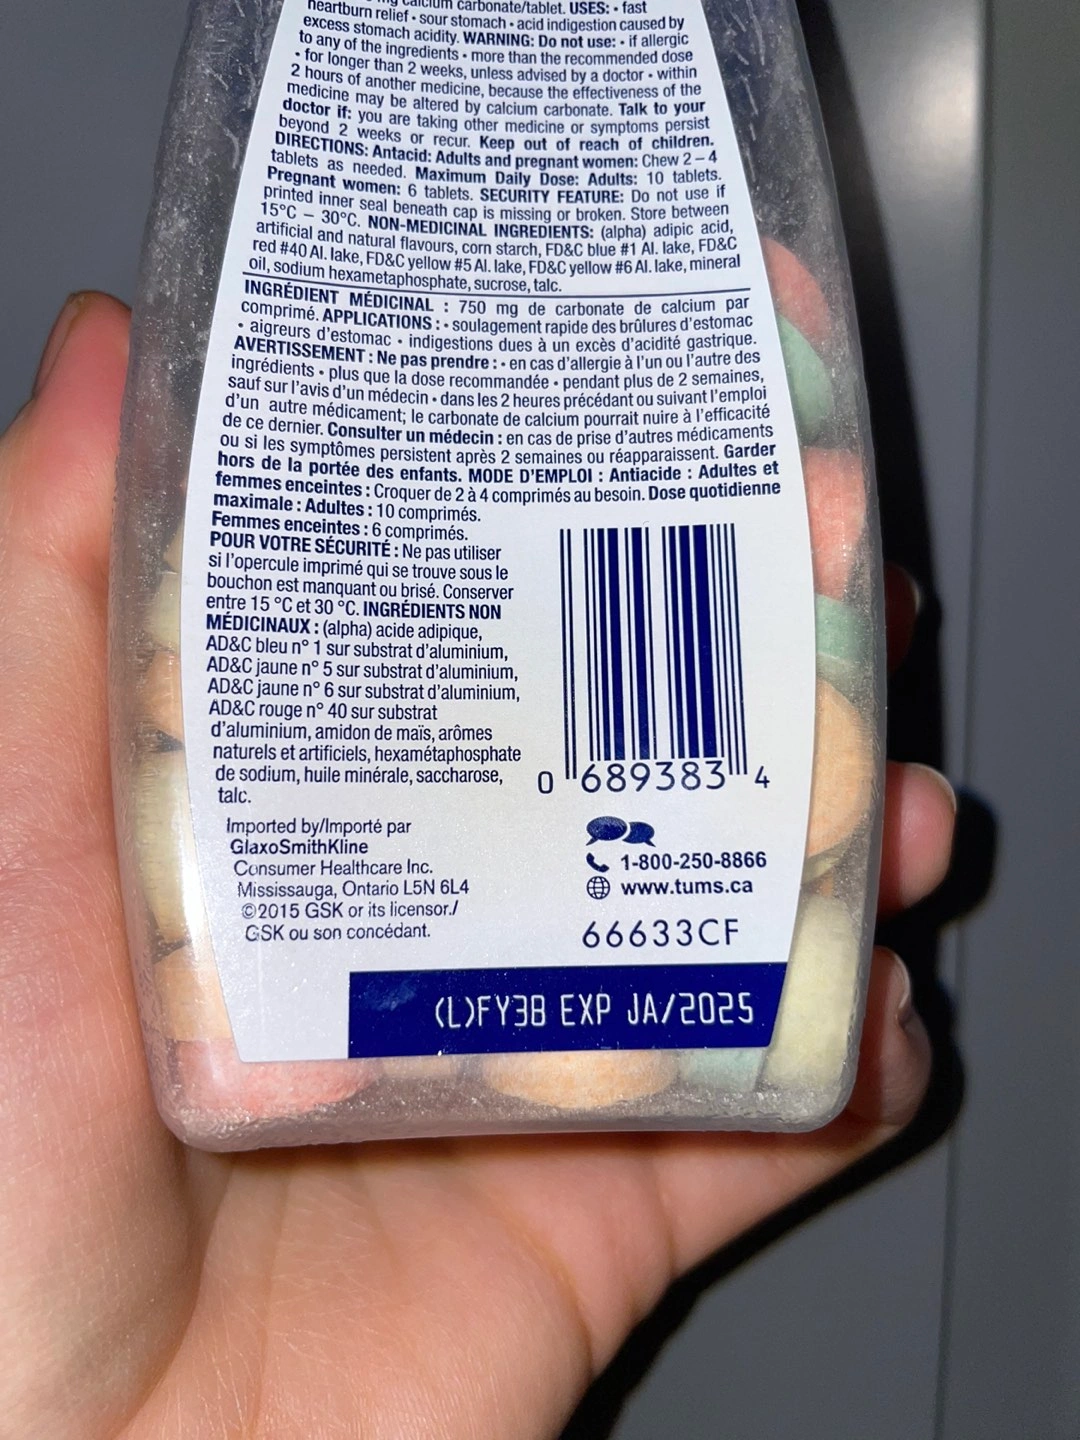 mg calcium carbonate/tablet. USES: • fast
heartburn relief • sour stomach • acid indigestion caused by
excess stomach acidity. WARNING: Do not use: • if allergic
to any of the ingredients • more than the recommended dose
• for longer than 2 weeks, unless advised by a doctor • within
2 hours of another medicine, because the effectiveness of the
medicine may be altered by calcium carbonate. Talk to your
doctor if: you are taking other medicine or symptoms persist
beyond 2 weeks or recur. Keep out of reach of children.
DIRECTIONS: Antacid: Adults and pregnant women: Chew 2 – 4
tablets as needed. Maximum Daily Dose: Adults: 10 tablets.
Pregnant women: 6 tablets. SECURITY FEATURE: Do not use if
printed inner seal beneath cap is missing or broken. Store between
15°C – 30°C. NON-MEDICINAL INGREDIENTS: (alpha) adipic acid,
artificial and natural flavours, corn starch, FD&C blue #1 Al. lake, FD&C
red #40 Al. lake, FD&C yellow #5 Al. lake, FD&C yellow #6 Al. lake, mineral
oil, sodium hexametaphosphate, sucrose, talc.
INGRÉDIENT MÉDICINAL : 750 mg de carbonate de calcium par
comprimé. APPLICATIONS : • soulagement rapide des brûlures d'estomac
• aigreurs d'estomac • indigestions dues à un excès d'acidité gastrique.
AVERTISSEMENT : Ne pas prendre : • en cas d'allergie à l'un ou l'autre des
ingrédients • plus que la dose recommandée • pendant plus de 2 semaines,
sauf sur l'avis d'un médecin • dans les 2 heures précédant ou suivant l'emploi
d'un autre médicament; le carbonate de calcium pourrait nuire à l'efficacité
de ce dernier. Consulter un médecin : en cas de prise d'autres médicaments
ou si les symptômes persistent après 2 semaines ou réapparaissent. Garder
hors de la portée des enfants. MODE D'EMPLOI : Antiacide : Adultes et
femmes enceintes : Croquer de 2 à 4 comprimés au besoin. Dose quotidienne
maximale : Adultes : 10 comprimés.
Femmes enceintes : 6 comprimés.
POUR VOTRE SÉCURITÉ : Ne pas utiliser
si l'opercule imprimé qui se trouve sous le
bouchon est manquant ou brisé. Conserver
entre 15 °C et 30 °C. INGRÉDIENTS NON
MÉDICINAUX : (alpha) acide adipique,
AD&C bleu n° 1 sur substrat d'aluminium,
AD&C jaune n° 5 sur substrat d'aluminium,
AD&C jaune n° 6 sur substrat d'aluminium,
AD&C rouge n° 40 sur substrat
d'aluminium, amidon de maïs, arômes
naturels et artificiels, hexamétaphosphate
de sodium, huile minérale, saccharose,
talc.
0 689383 4
Imported by/Importé par
GlaxoSmithKline
Consumer Healthcare Inc.
Mississauga, Ontario L5N 6L4
©2015 GSK or its licensor./
GSK ou son concédant.
1-800-250-8866
www.tums.ca
66633CF
(L)FY3B EXP JA/2025